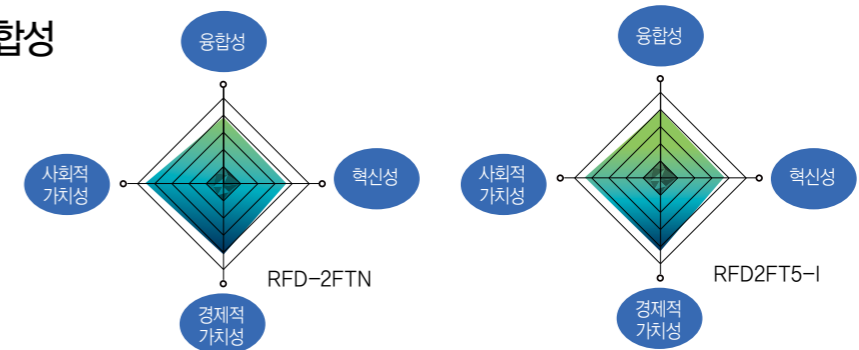 합성
융합성
사회적
가치성
혁신성
경제적
가치성
RFD-2FTN
융합성
사회적
가치성
혁신성
경제적
가치성
RFD2FT5-I